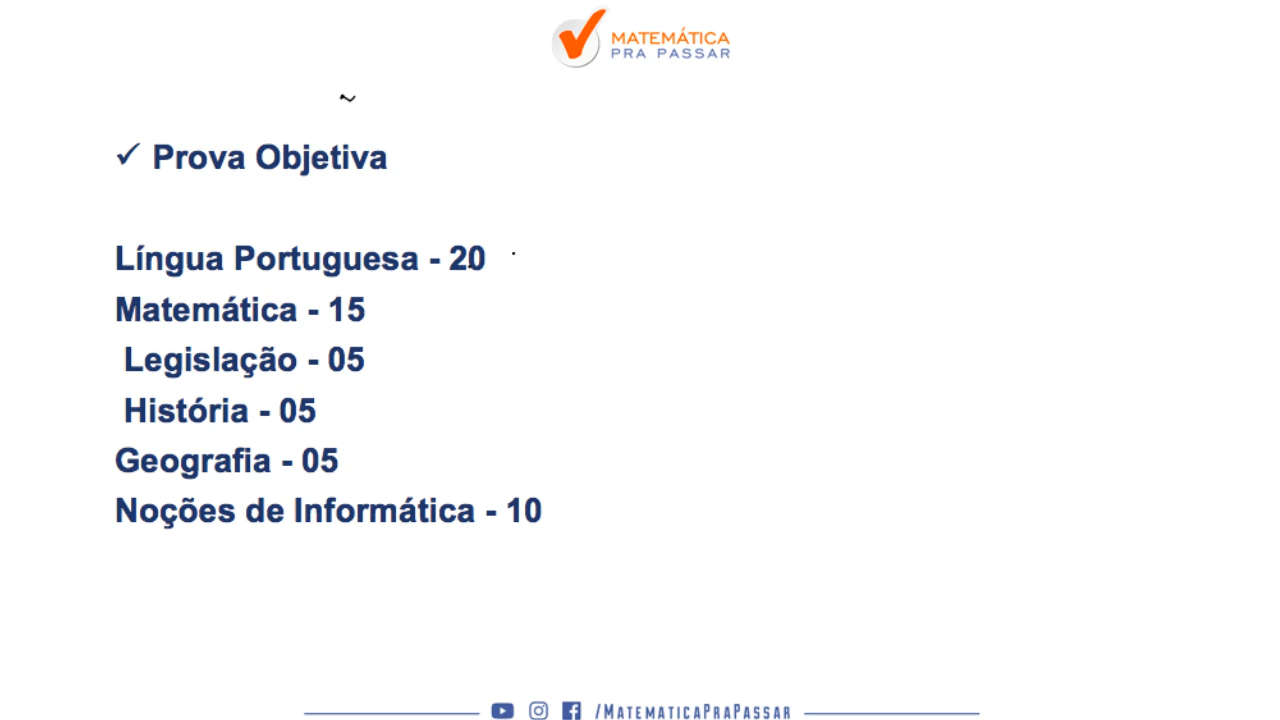 MATEMÁTICA
PRA PASSAR
✓ Prova Objetiva
Língua Portuguesa - 20
Matemática - 15
Legislação - 05
História - 05
Geografia - 05
Noções de Informática - 10
/MATEMATICAPRAPASSAR